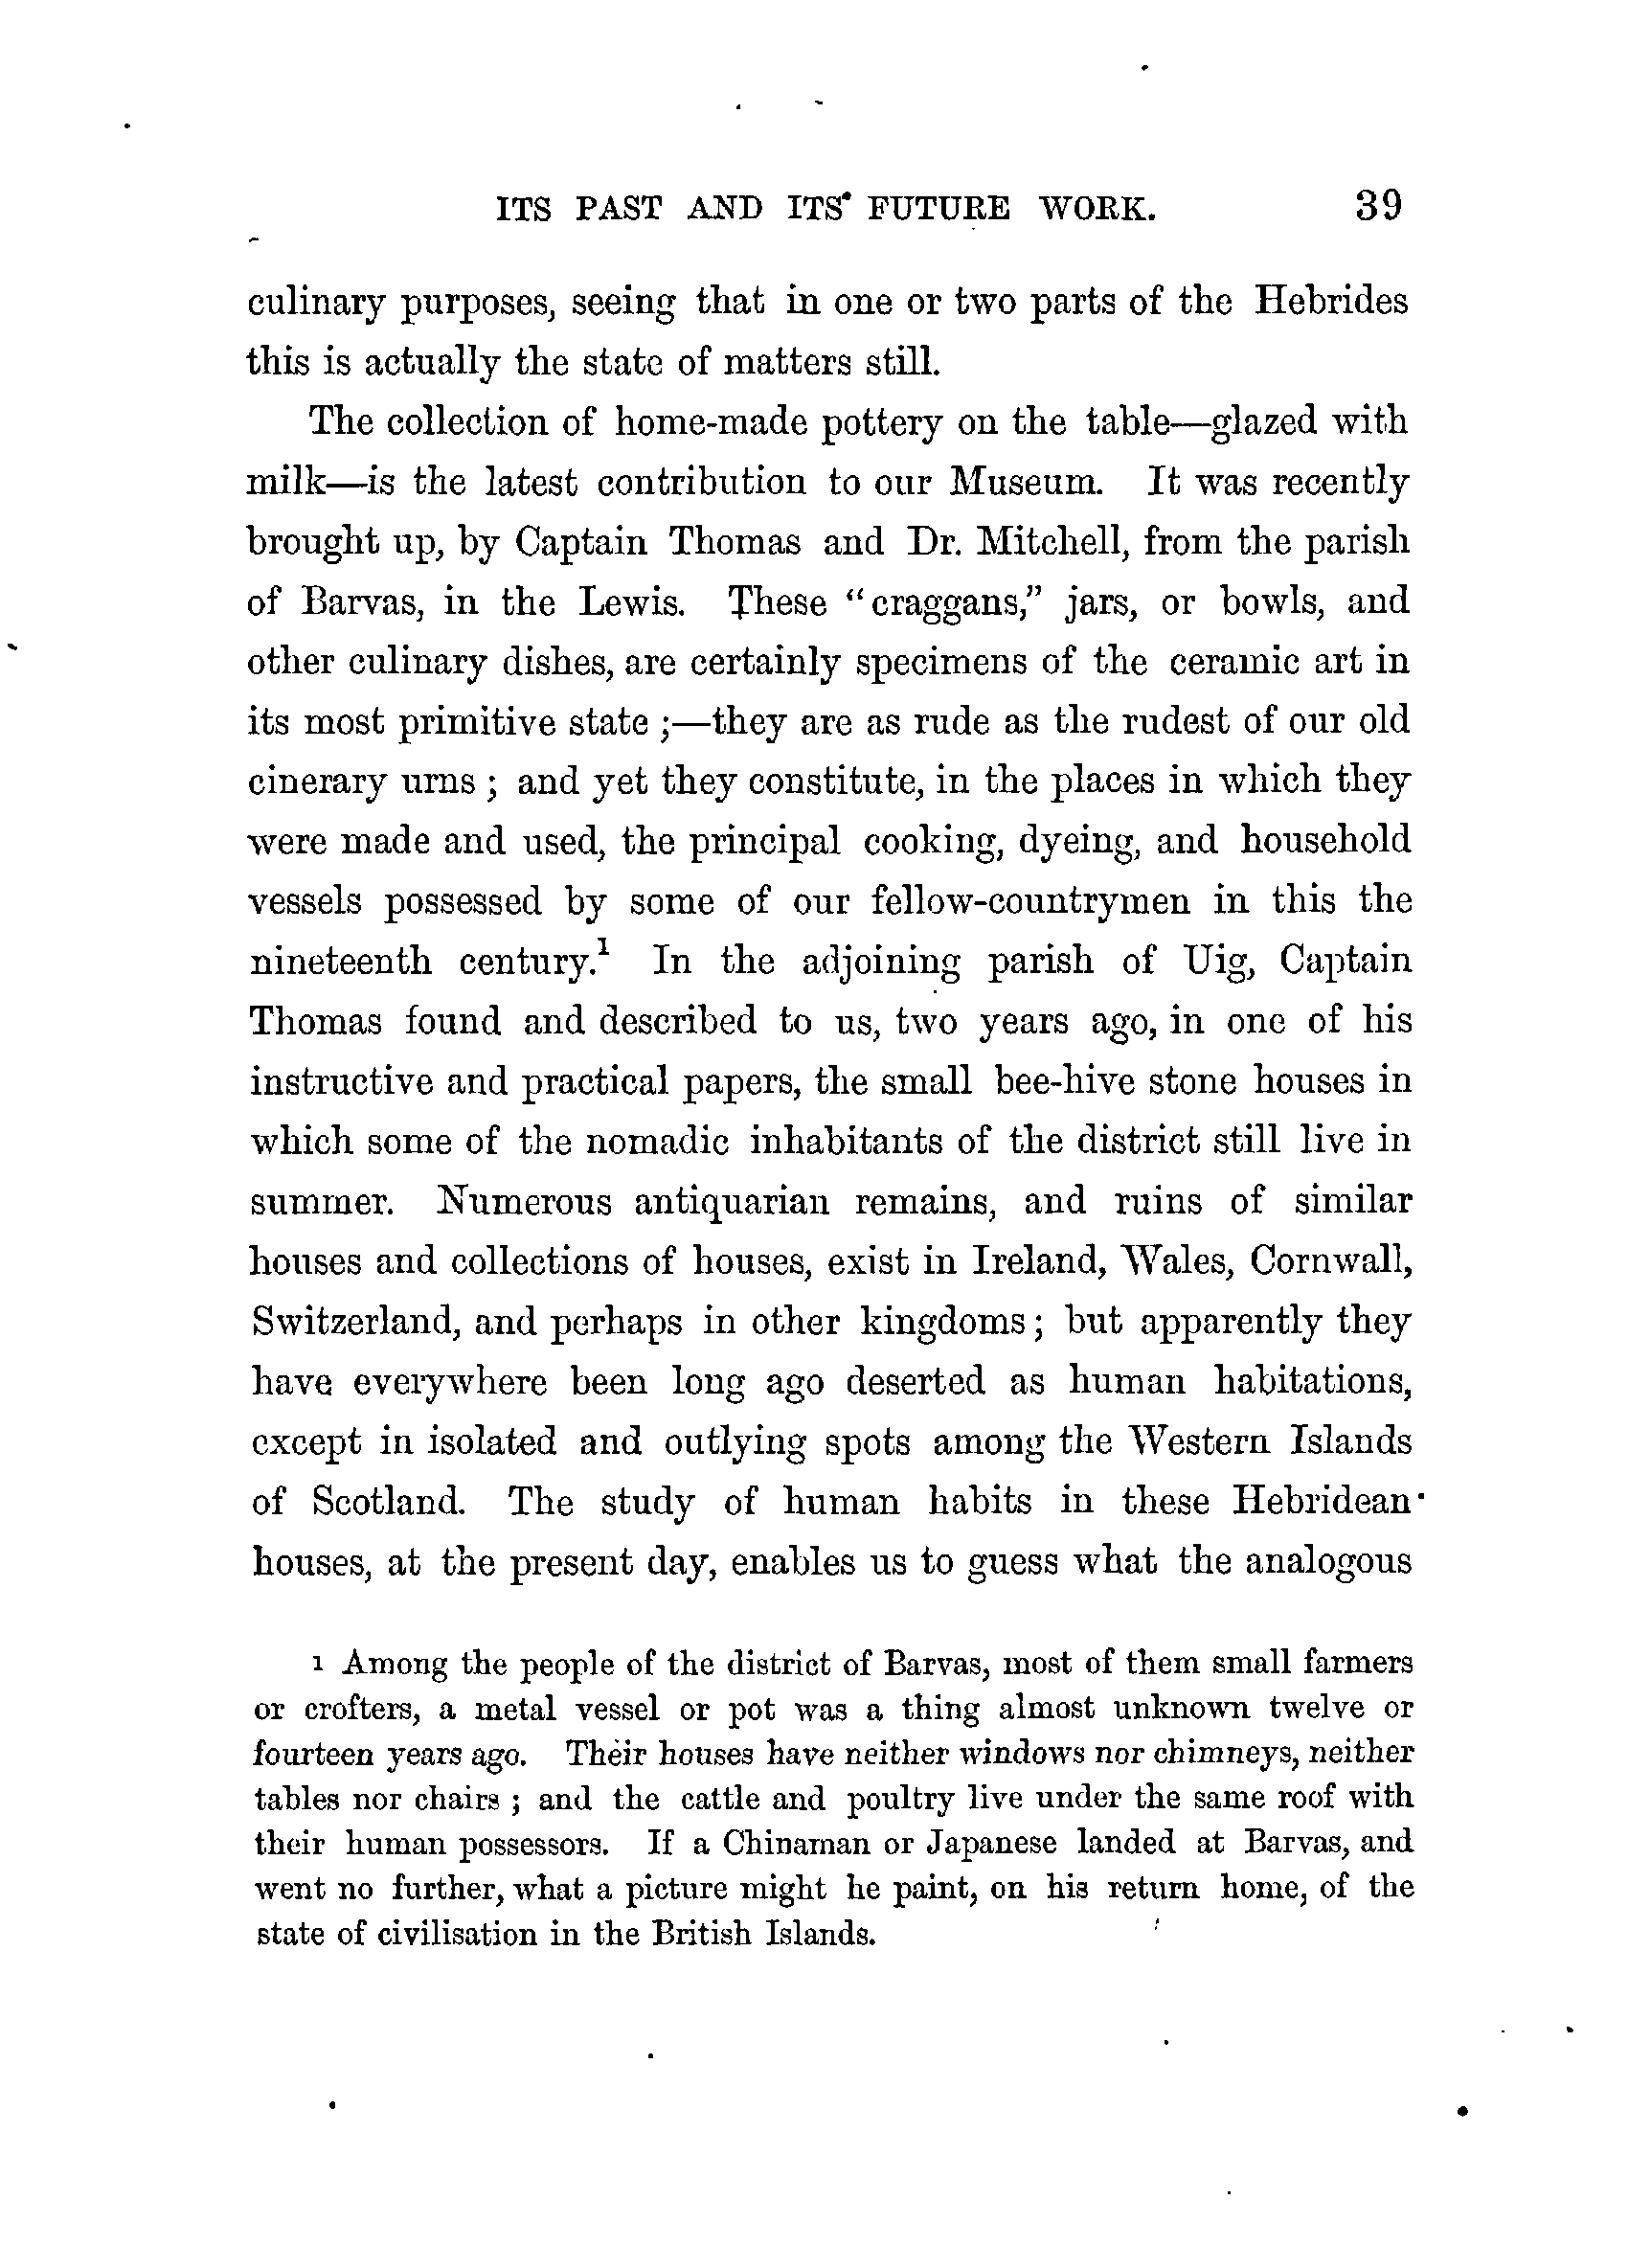 ITS PAST AND ITS FUTURE WORK. 39
culinary purposes, seeing that in one or two parts of the Hebrides
this is actually the state of matters still.
The collection of home-made pottery on the table—glazed with
milk—is the latest contribution to our Museum. It was recently
brought up, by Captain Thomas and Dr. Mitchell, from the parish
of Barvas, in the Lewis. These “craggans,” jars, or bowls, and
other culinary dishes, are certainly specimens of the ceramic art in
its most primitive state ;—they are as rude as the rudest of our old
cinerary urns ; and yet they constitute, in the places in which they
were made and used, the principal cooking, dyeing, and household
vessels possessed by some of our fellow-countrymen in this the
nineteenth century.¹ In the adjoining parish of Uig, Captain
Thomas found and described to us, two years ago, in one of his
instructive and practical papers, the small bee-hive stone houses in
which some of the nomadic inhabitants of the district still live in
summer. Numerous antiquarian remains, and ruins of similar
houses and collections of houses, exist in Ireland, Wales, Cornwall,
Switzerland, and perhaps in other kingdoms ; but apparently they
have everywhere been long ago deserted as human habitations,
except in isolated and outlying spots among the Western Islands
of Scotland. The study of human habits in these Hebridean
houses, at the present day, enables us to guess what the analogous
1 Among the people of the district of Barvas, most of them small farmers
or crofters, a metal vessel or pot was a thing almost unknown twelve or
fourteen years ago. Their houses have neither windows nor chimneys, neither
tables nor chairs ; and the cattle and poultry live under the same roof with
their human possessors. If a Chinaman or Japanese landed at Barvas, and
went no further, what a picture might he paint, on his return home, of the
state of civilisation in the British Islands.